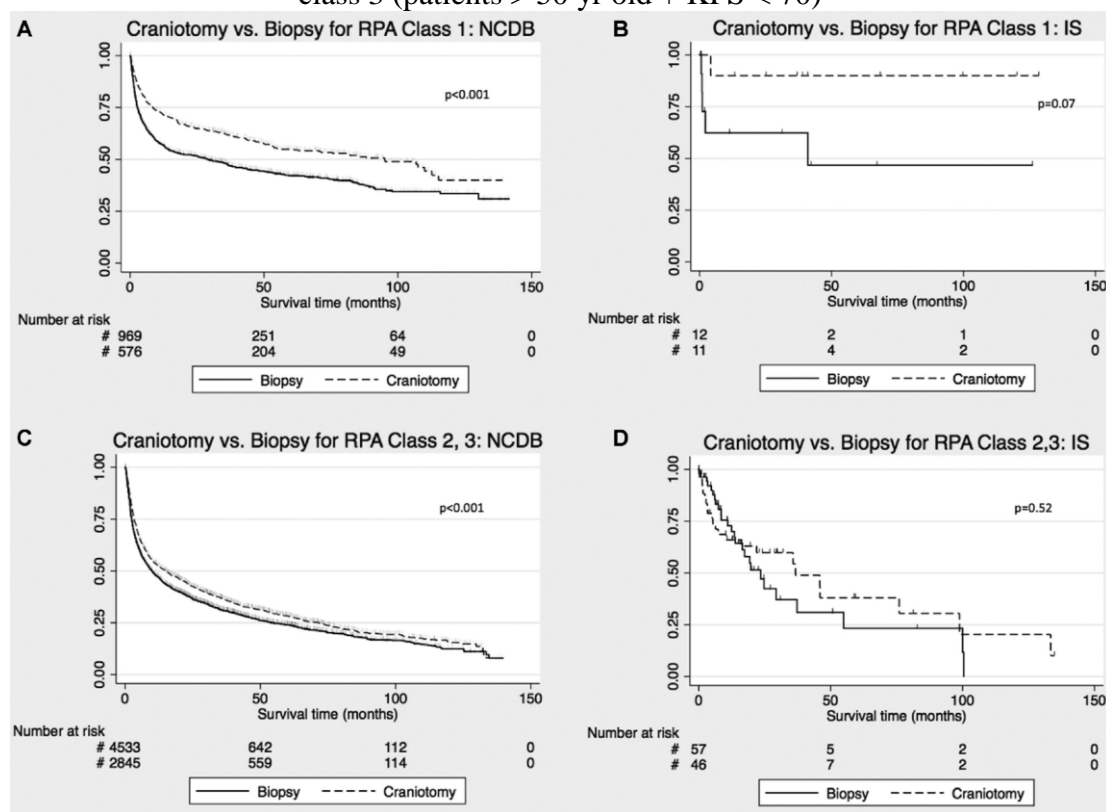 class 3 (patients > 50 yr old + KPS < 70)
A Craniotomy vs. Biopsy for RPA Class 1: NCDB
p<0.001
1.00
0.75
0.50
0.25
0.00
0 50 100 150
Survival time (months)
Number at risk
# 969 251 64 0
# 576 204 49 0
Biopsy Craniotomy
B Craniotomy vs. Biopsy for RPA Class 1: IS
p=0.07
1.00
0.75
0.50
0.25
0.00
0 50 100 150
Survival time (months)
Number at risk
# 12 2 1 0
# 11 4 2 0
Biopsy Craniotomy
C Craniotomy vs. Biopsy for RPA Class 2, 3: NCDB
p<0.001
1.00
0.75
0.50
0.25
0.00
0 50 100 150
Survival time (months)
Number at risk
# 4533 642 112 0
# 2845 559 114 0
Biopsy Craniotomy
D Craniotomy vs. Biopsy for RPA Class 2,3: IS
p=0.52
1.00
0.75
0.50
0.25
0.00
0 50 100 150
Survival time (months)
Number at risk
# 57 5 2 0
# 46 7 2 0
Biopsy Craniotomy